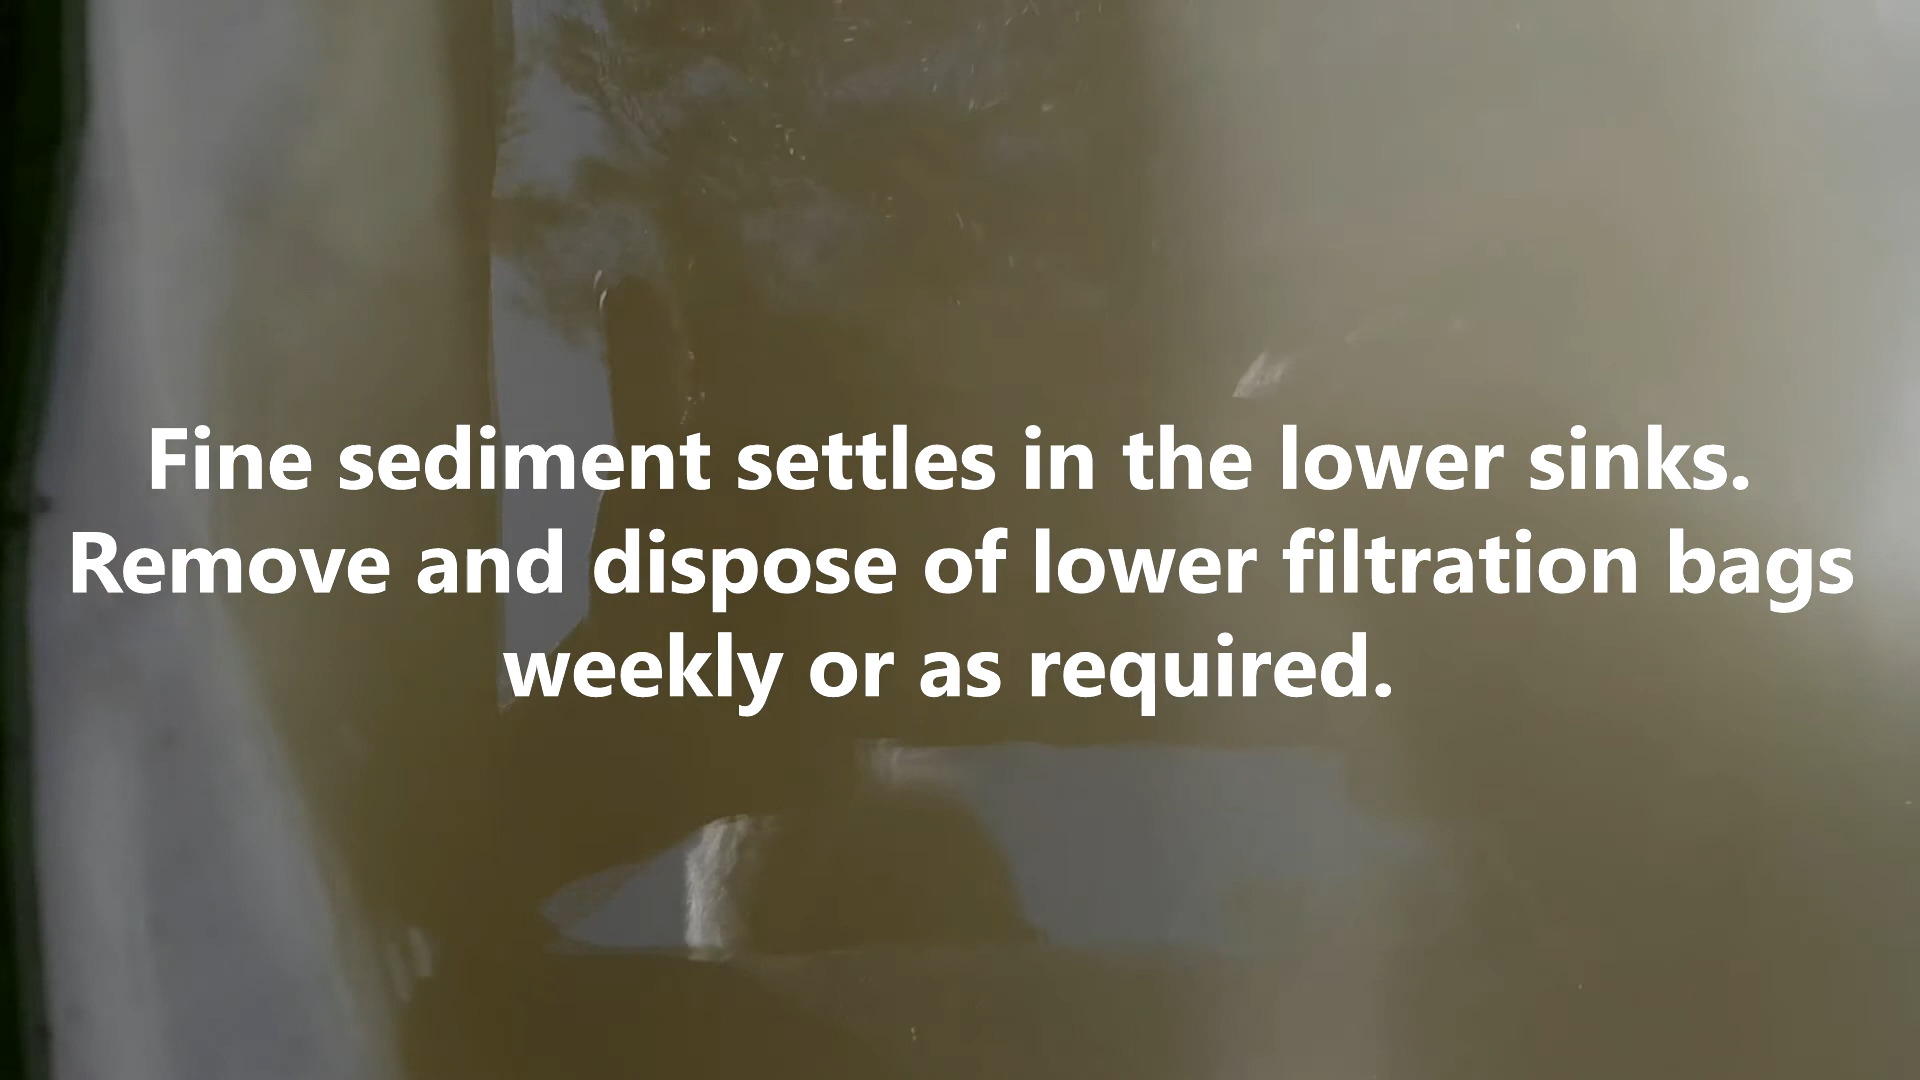 Fine sediment settles in the lower sinks.
Remove and dispose of lower filtration bags
weekly or as required.